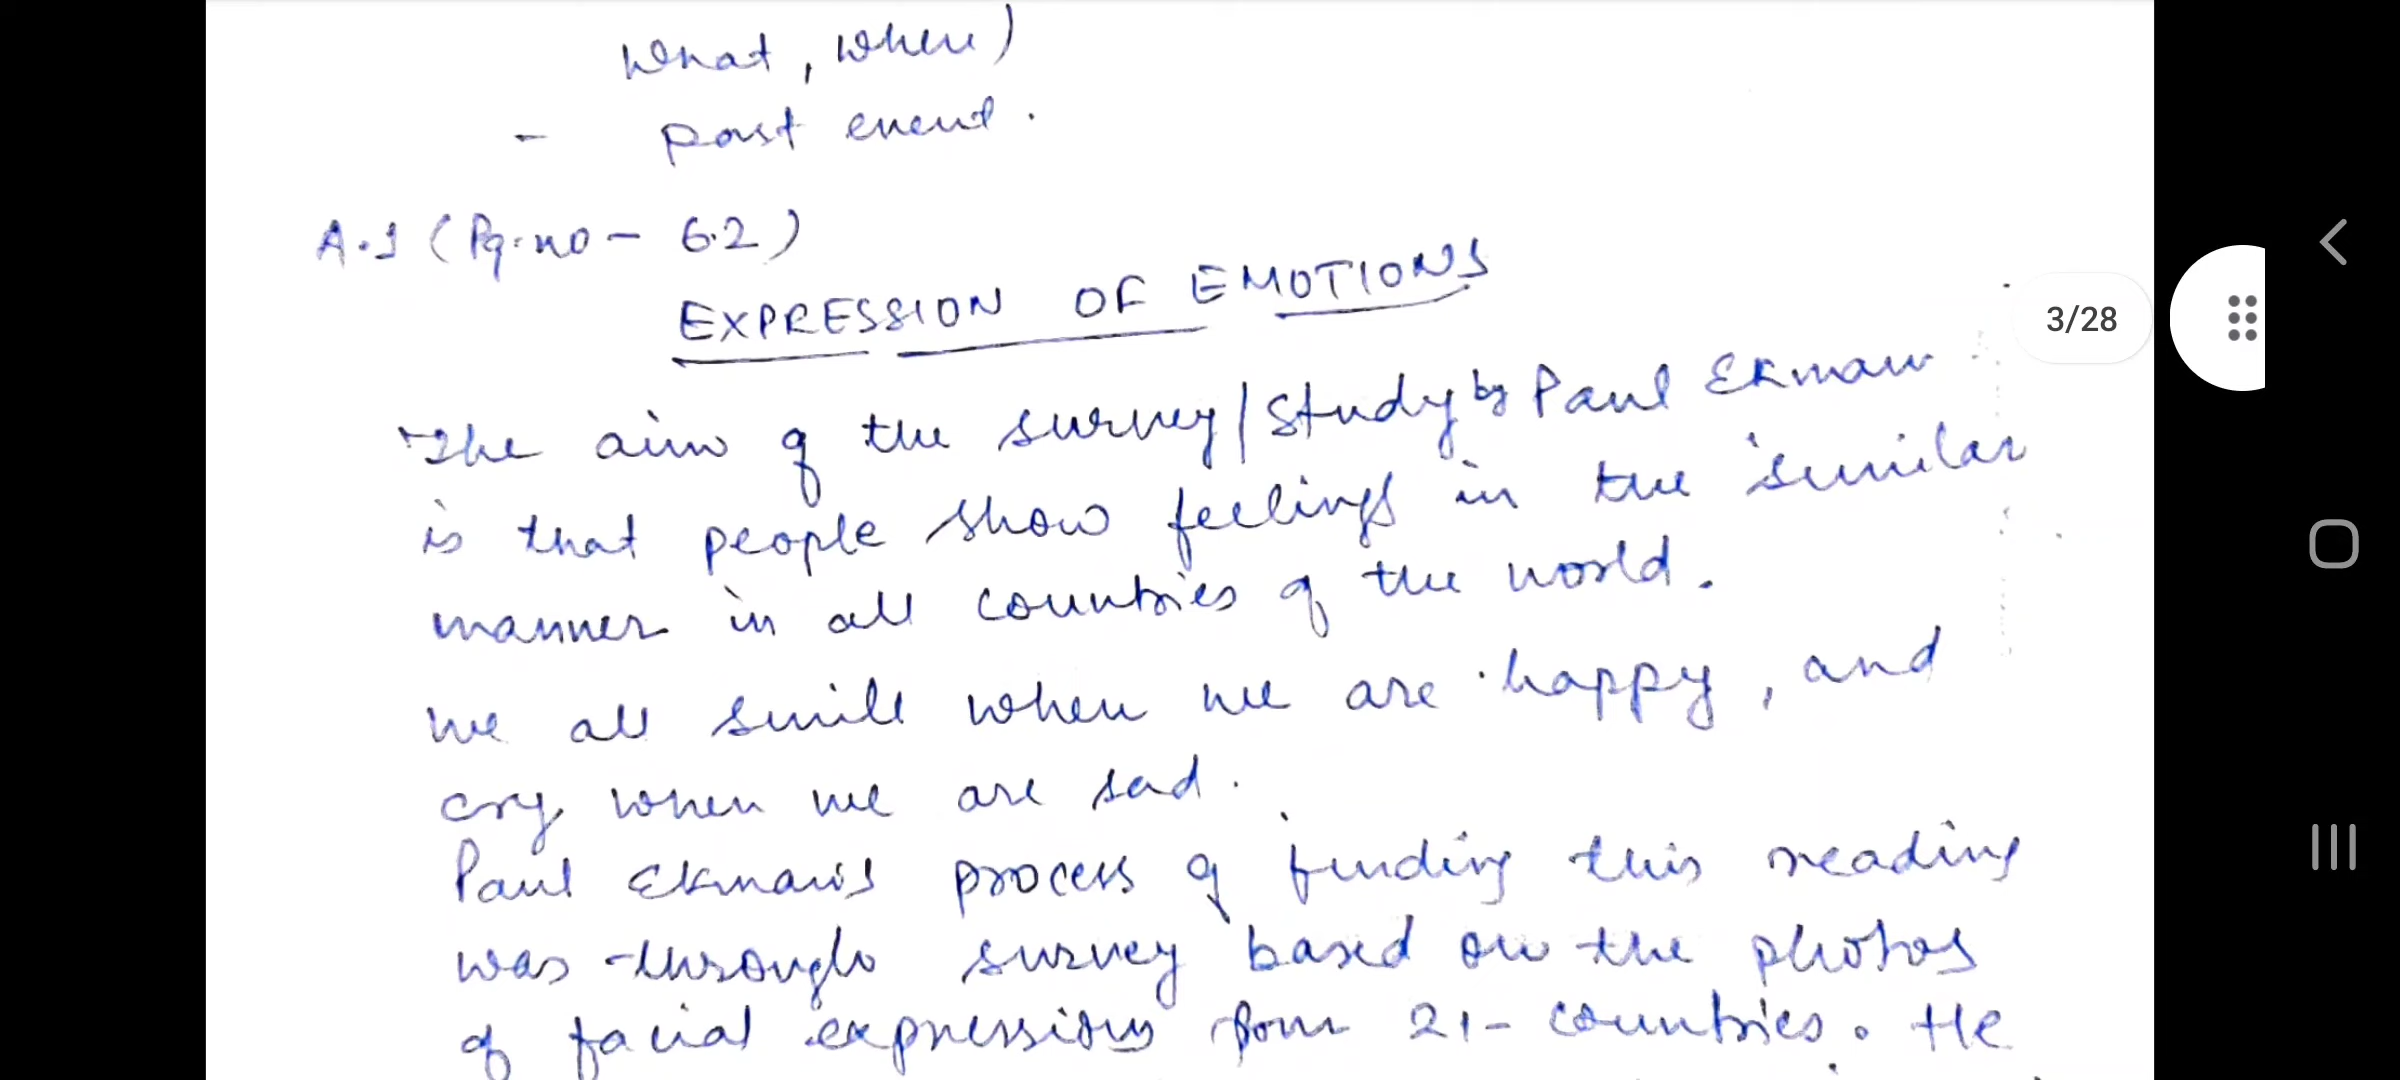 what, when)
- past event.
A.1 (Pg.no - 62)
EXPRESSION OF EMOTIONS
3/28
The aim of the survey/study by Paul Ekman
is that people show feelings in the similar
manner in all countries of the world.
We all smile when we are happy, and
cry when we are sad.
Paul Ekman's process of finding this reading
was through survey based on the photos
of facial expressions from 21- countries. He